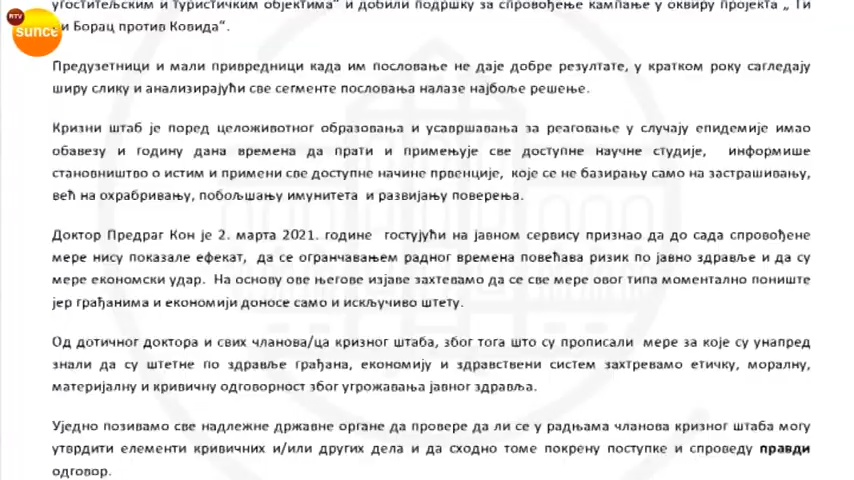 RTV
sunce
угоститељским и туристичким објектима“ и добили подршку за спровођење кампање у оквиру пројекта „ Ти
си Борац против Ковида“.
Предузетници и мали привредници када им пословање не даје добре резултате, у кратком року сагледају
ширу слику и анализирајући све сегменте пословања налазе најбоље решење.
Кризни штаб је поред целоживотног образовања и усавршавања за реаговање у случају епидемије имао
обавезу и годину дана времена да прати и примењује све доступне научне студије, информише
становништво о истим и примени све доступне начине првенције, које се не базирању само на застрашивању,
већ на охрабривању, побољшању имунитета и развијању поверења.
Доктор Предраг Кон је 2. марта 2021. године гостујући на јавном сервису признао да до сада спровођене
мере нису показале ефекат, да се огранчавањем радног времена повећава ризик по јавно здравље и да су
мере економски удар. На основу ове његове изјаве захтевамо да се све мере овог типа моментално пониште
јер грађанима и економији доносе само и искључиво штету.
Од дотичног доктора и свих чланова/ца кризног штаба, због тога што су прописали мере за које су унапред
знали да су штетне по здравље грађана, економију и здравствени систем захтревамо етичку, моралну,
материјалну и кривичну одговорност због угрожавања јавног здравља.
Уједно позивамо све надлежне државне органе да провере да ли се у радњама чланова кризног штаба могу
утврдити елементи кривичних и/или других дела и да сходно томе покрену поступке и спроведу правди
одговор.